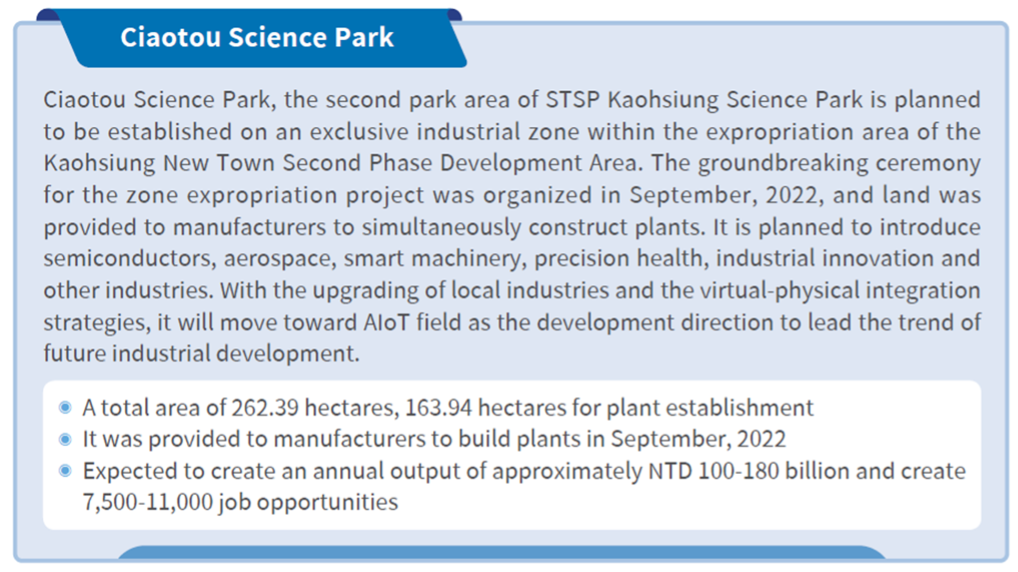 Ciaotou Science Park
Ciaotou Science Park, the second park area of STSP Kaohsiung Science Park is planned
to be established on an exclusive industrial zone within the expropriation area of the
Kaohsiung New Town Second Phase Development Area. The groundbreaking ceremony
for the zone expropriation project was organized in September, 2022, and land was
provided to manufacturers to simultaneously construct plants. It is planned to introduce
semiconductors, aerospace, smart machinery, precision health, industrial innovation and
other industries. With the upgrading of local industries and the virtual-physical integration
strategies, it will move toward AIoT field as the development direction to lead the trend of
future industrial development.
A total area of 262.39 hectares, 163.94 hectares for plant establishment
It was provided to manufacturers to build plants in September, 2022
Expected to create an annual output of approximately NTD 100-180 billion and create
7,500-11,000 job opportunities